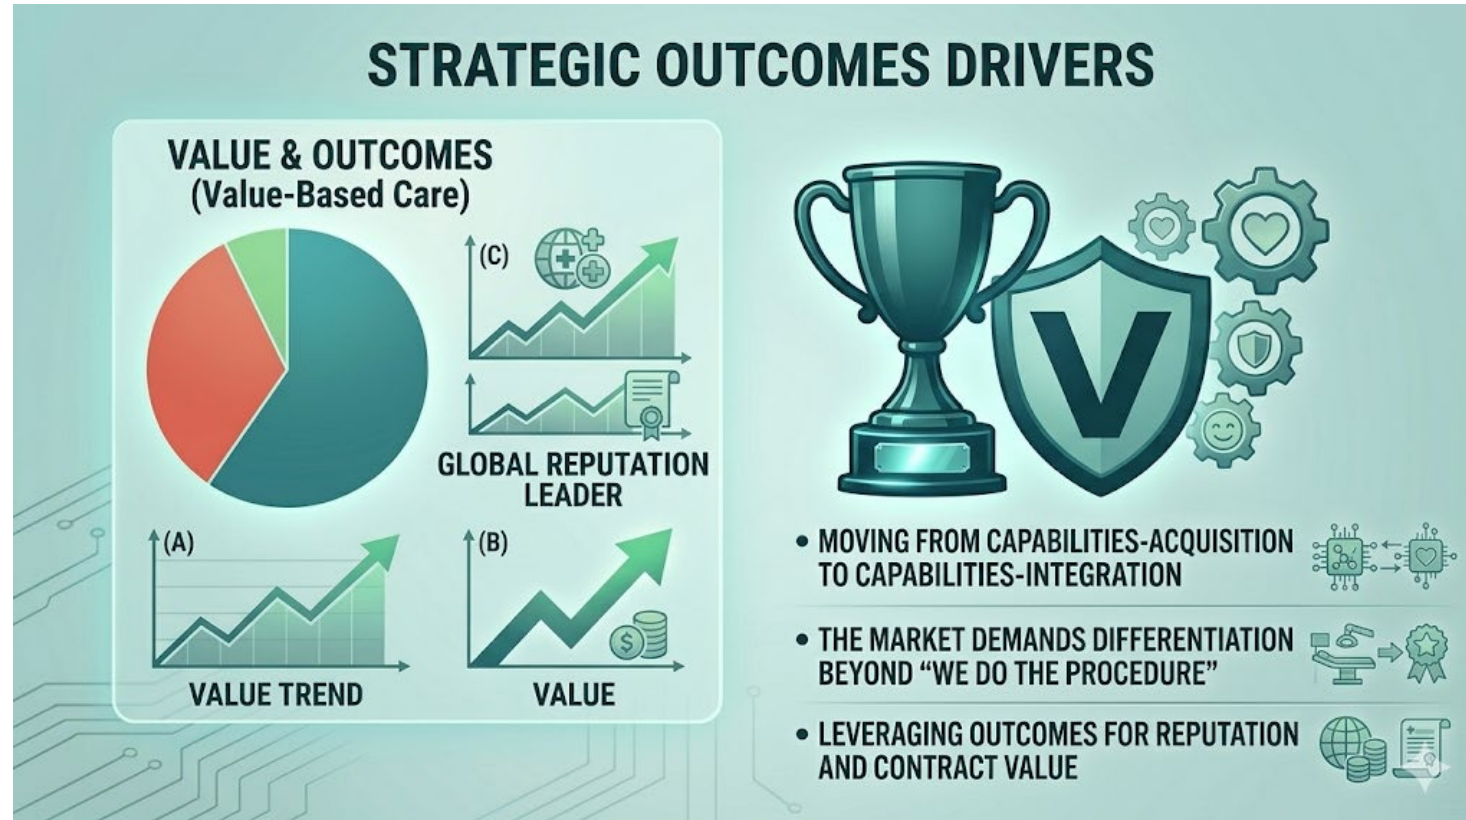 STRATEGIC OUTCOMES DRIVERS
VALUE & OUTCOMES
(Value-Based Care)
(C)
GLOBAL REPUTATION
LEADER
(A)
VALUE TREND
(B)
$
VALUE
V
• MOVING FROM CAPABILITIES-ACQUISITION
TO CAPABILITIES-INTEGRATION
• THE MARKET DEMANDS DIFFERENTIATION
BEYOND “WE DO THE PROCEDURE”
• LEVERAGING OUTCOMES FOR REPUTATION
AND CONTRACT VALUE